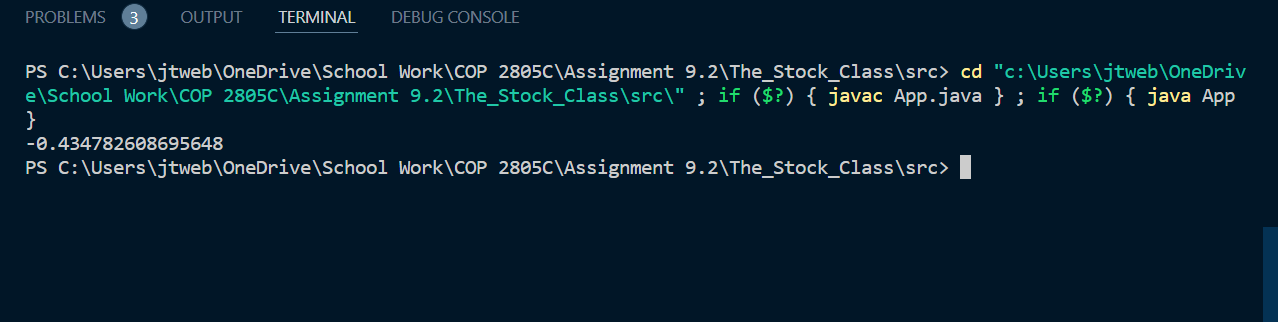 PROBLEMS 3 OUTPUT TERMINAL DEBUG CONSOLE
PS C:\Users\jtweb\OneDrive\School Work\COP 2805C\Assignment 9.2\The_Stock_Class\src> cd "c:\Users\jtweb\OneDriv
e\School Work\COP 2805C\Assignment 9.2\The_Stock_Class\src\" ; if ($?) { javac App.java } ; if ($?) { java App
}
-0.434782608695648
PS C:\Users\jtweb\OneDrive\School Work\COP 2805C\Assignment 9.2\The_Stock_Class\src>